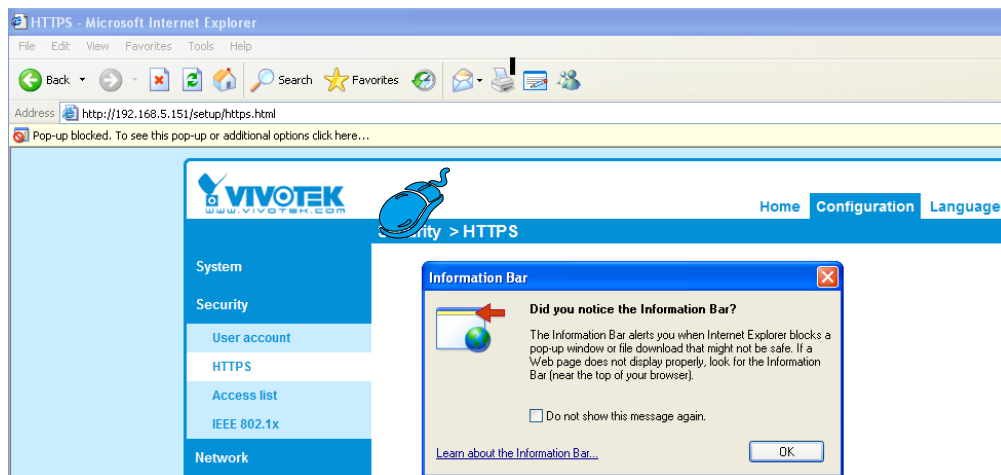 HTTPS - Microsoft Internet Explorer
File Edit View Favorites Tools Help
Back Search Favorites
Address http://192.168.5.151/setup/https.html
Pop-up blocked. To see this pop-up or additional options click here...
VIVOTEK
www.vivotek.com
Home Configuration Language
> HTTPS
System
Security
User account
HTTPS
Access list
IEEE 802.1x
Network
Information Bar
Did you notice the Information Bar?
The Information Bar alerts you when Internet Explorer blocks a
pop-up window or file download that might not be safe. If a
Web page does not display properly, look for the Information
Bar (near the top of your browser).
Do not show this message again.
Learn about the Information Bar...
OK